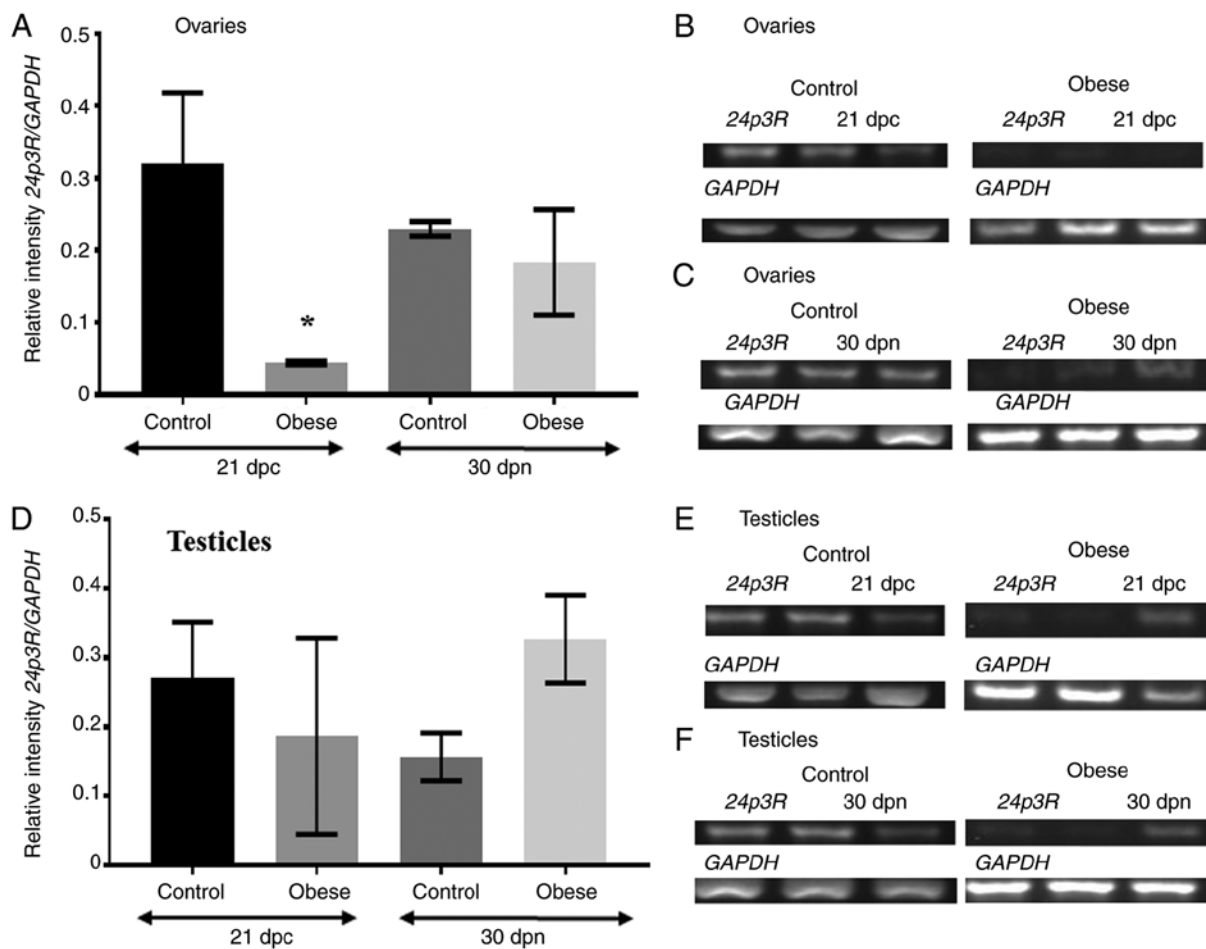 A Ovaries
Relative intensity 24p3R/GAPDH
0.5
0.4
0.3
0.2
0.1
0
*
Control Obese Control Obese
21 dpc 30 dpn
B Ovaries
Control Obese
24p3R 21 dpc 24p3R 21 dpc
GAPDH GAPDH
C Ovaries
Control Obese
24p3R 30 dpn 24p3R 30 dpn
GAPDH GAPDH
D Testicles
Relative intensity 24p3R/GAPDH
0.5
0.4
0.3
0.2
0.1
0
Control Obese Control Obese
21 dpc 30 dpn
E Testicles
Control Obese
24p3R 21 dpc 24p3R 21 dpc
GAPDH GAPDH
F Testicles
Control Obese
24p3R 30 dpn 24p3R 30 dpn
GAPDH GAPDH